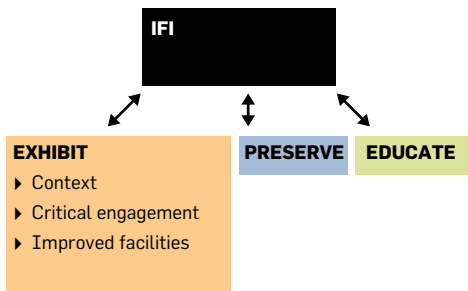 IFI
EXHIBIT
Context
Critical engagement
Improved facilities
PRESERVE
EDUCATE